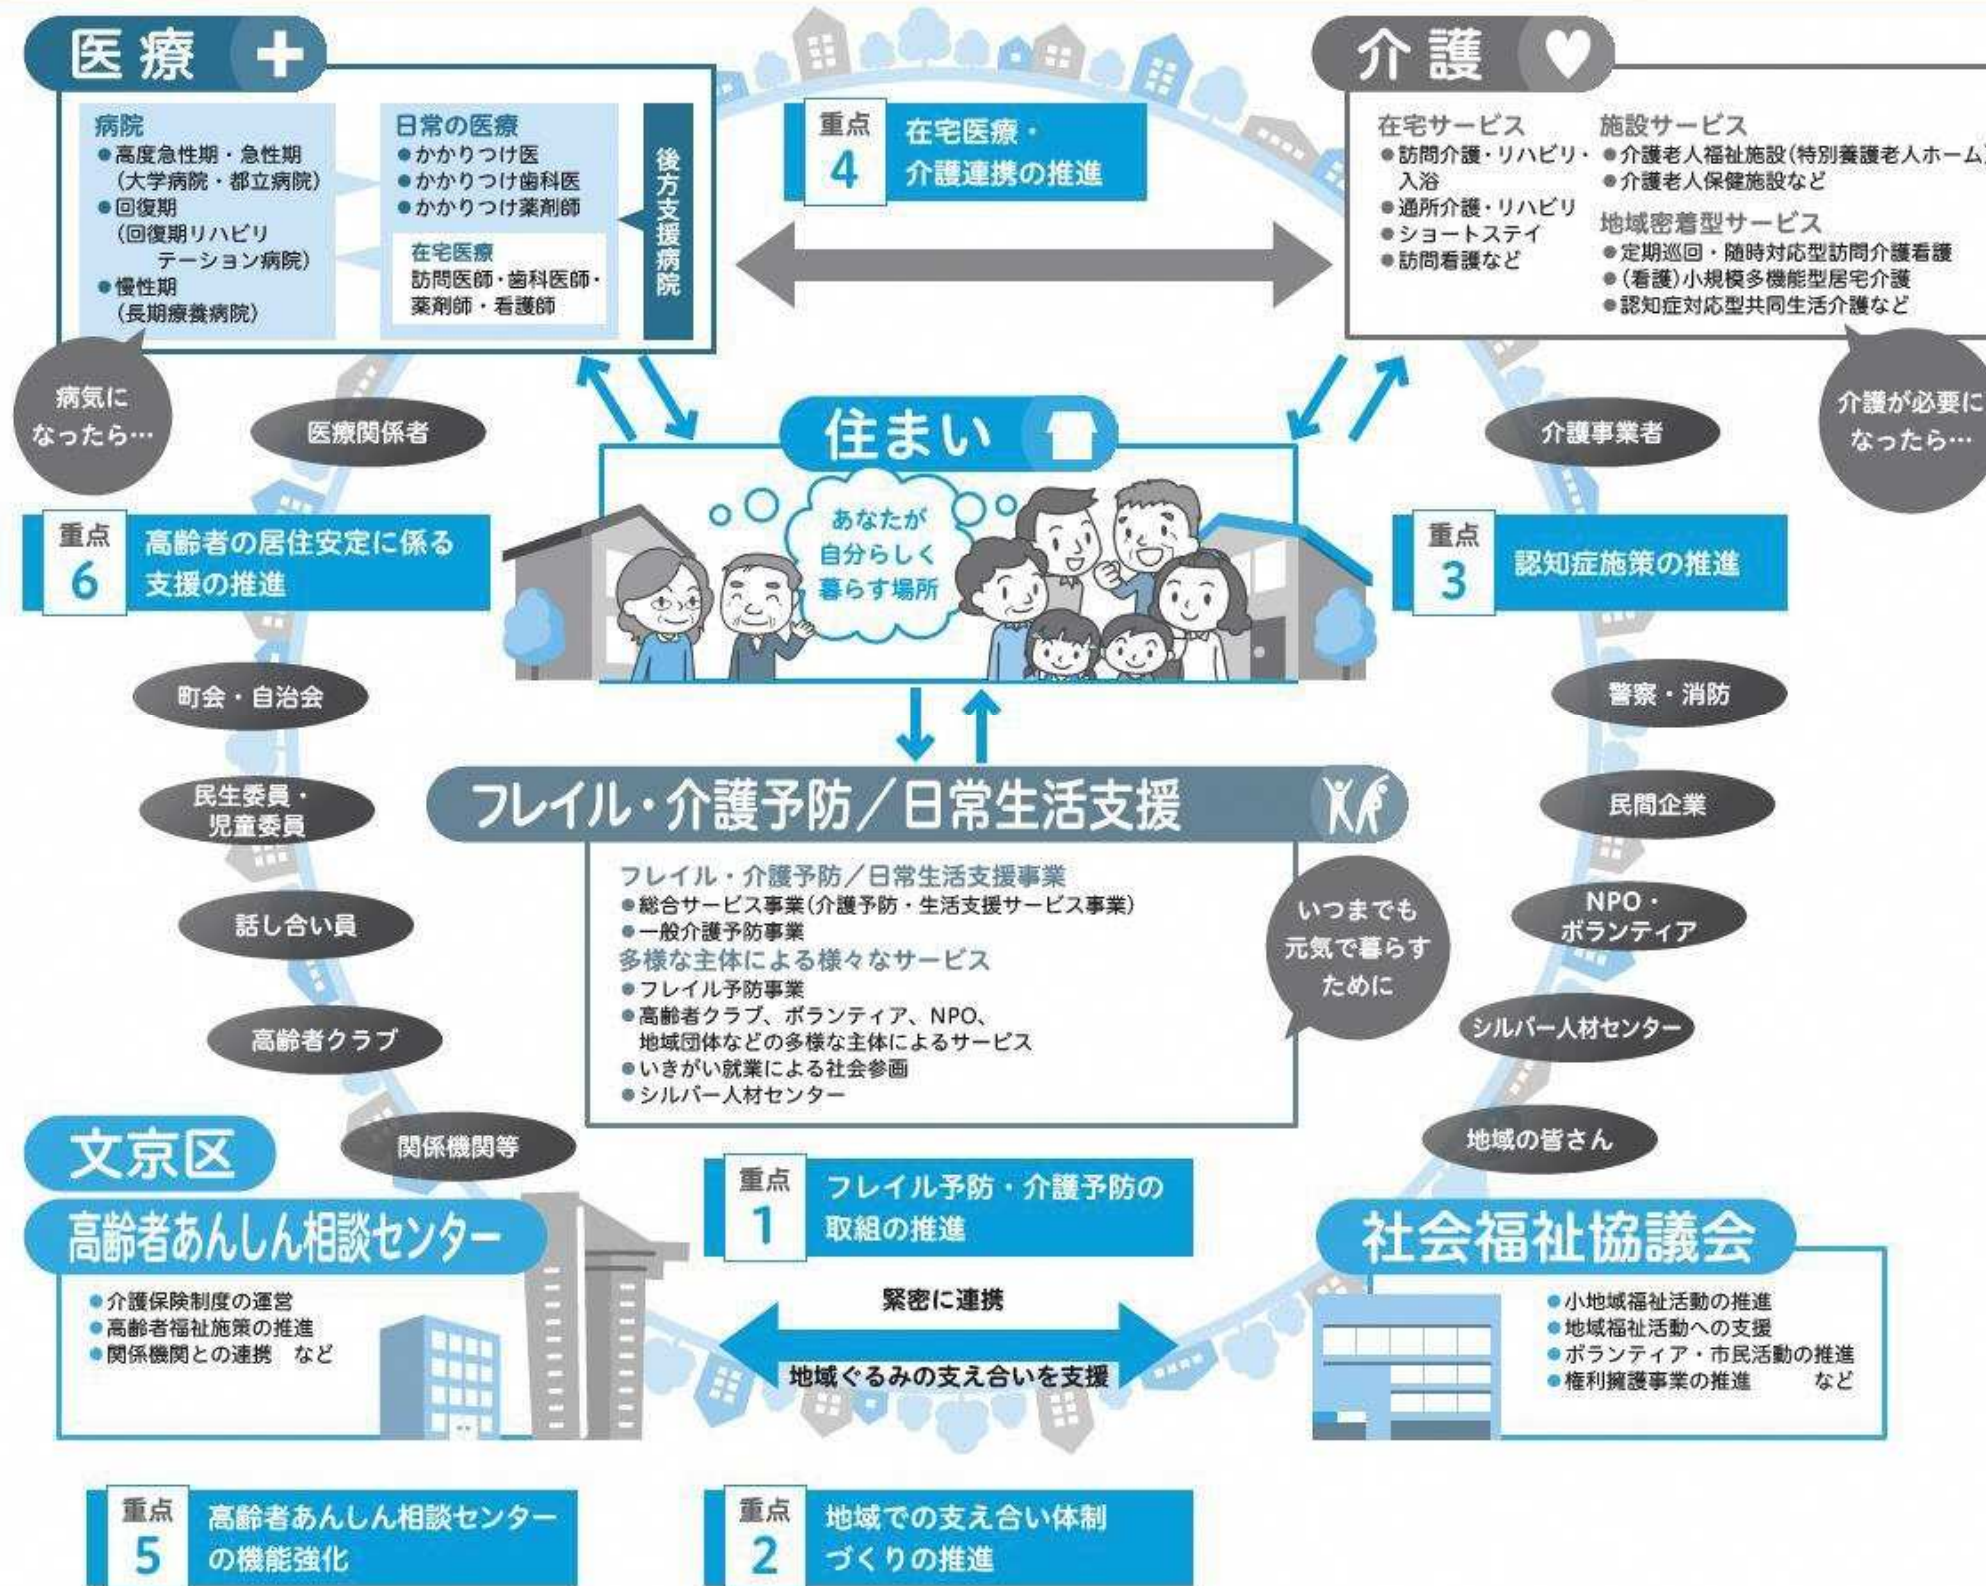 医療
病院
●高度急性期・急性期
(大学病院・都立病院)
●回復期
(回復期リハビリ
テーション病院)
●慢性期
(長期療養病院)
日常の医療
●かかりつけ医
●かかりつけ歯科医
●かかりつけ薬剤師
在宅医療
訪問医師・歯科医師・
薬剤師・看護師
後方支援病院
病気に
なったら…
重点
4
在宅医療・
介護連携の推進
介護
在宅サービス
●訪問介護・リハビリ・
入浴
●通所介護・リハビリ
●ショートステイ
●訪問看護など
施設サービス
●介護老人福祉施設(特別養護老人ホーム)
●介護老人保健施設など
地域密着型サービス
●定期巡回・随時対応型訪問介護看護
●(看護)小規模多機能型居宅介護
●認知症対応型共同生活介護など
介護が必要に
なったら…
医療関係者
介護事業者
住まい
あなたが
自分らしく
暮らす場所
重点
6
高齢者の居住安定に係る
支援の推進
重点
3
認知症施策の推進
町会・自治会
民生委員・
児童委員
話し合い員
高齢者クラブ
関係機関等
警察・消防
民間企業
NPO・
ボランティア
シルバー人材センター
地域の皆さん
フレイル・介護予防／日常生活支援
フレイル・介護予防／日常生活支援事業
●総合サービス事業(介護予防・生活支援サービス事業)
●一般介護予防事業
多様な主体による様々なサービス
●フレイル予防事業
●高齢者クラブ、ボランティア、NPO、
地域団体などの多様な主体によるサービス
●いきがい就業による社会参画
●シルバー人材センター
いつまでも
元気で暮らす
ために
文京区
高齢者あんしん相談センター
●介護保険制度の運営
●高齢者福祉施策の推進
●関係機関との連携 など
重点
1
フレイル予防・介護予防の
取組の推進
緊密に連携
地域ぐるみの支え合いを支援
社会福祉協議会
●小地域福祉活動の推進
●地域福祉活動への支援
●ボランティア・市民活動の推進
●権利擁護事業の推進 など
重点
5
高齢者あんしん相談センター
の機能強化
重点
2
地域での支え合い体制
づくりの推進